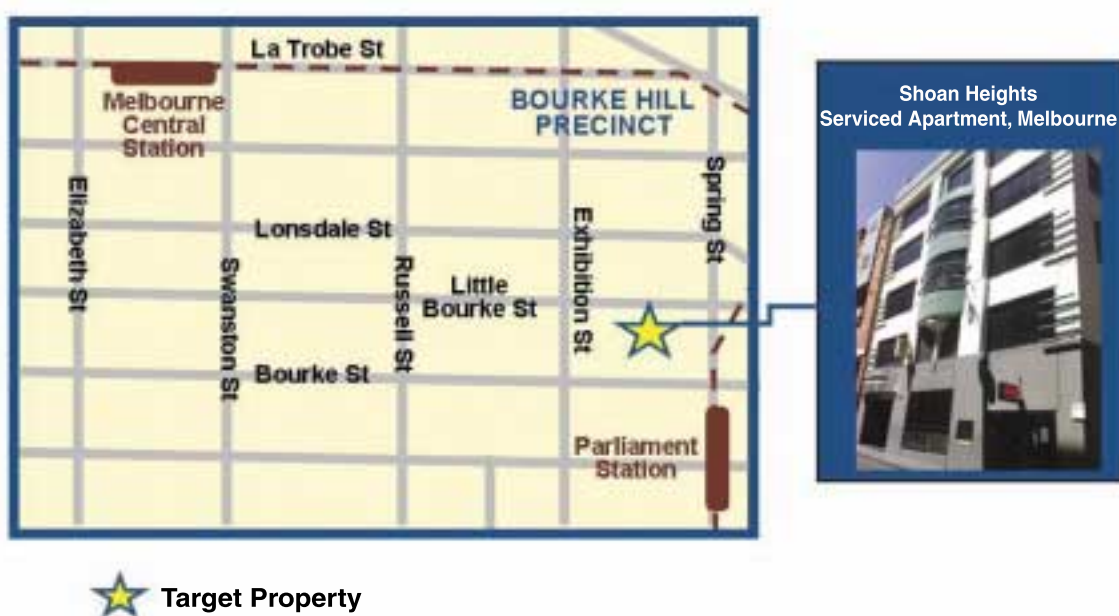 La Trobe St
Melbourne
Central
Station
BOURKE HILL
PRECINCT
Elizabeth St
Spring St
Lonsdale St
Exhibition St
Swanston St
Russell St
Little
Bourke St
Bourke St
Parliament
Station
Shoan Heights
Serviced Apartment, Melbourne
Target Property